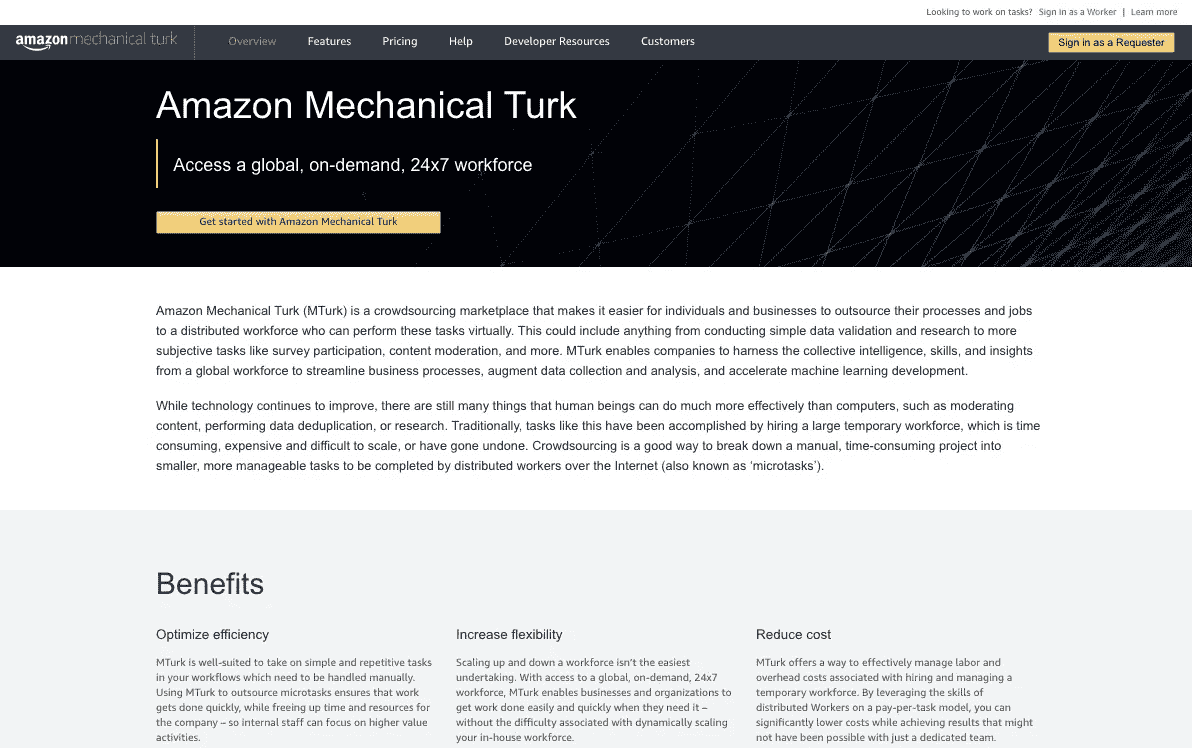 Looking to work on tasks? Sign in as a Worker | Learn more
amazon mechanical turk
Overview Features Pricing Help Developer Resources Customers
Sign in as a Requester
Amazon Mechanical Turk
Access a global, on-demand, 24x7 workforce
Get started with Amazon Mechanical Turk
Amazon Mechanical Turk (MTurk) is a crowdsourcing marketplace that makes it easier for individuals and businesses to outsource their processes and jobs
to a distributed workforce who can perform these tasks virtually. This could include anything from conducting simple data validation and research to more
subjective tasks like survey participation, content moderation, and more. MTurk enables companies to harness the collective intelligence, skills, and insights
from a global workforce to streamline business processes, augment data collection and analysis, and accelerate machine learning development.
While technology continues to improve, there are still many things that human beings can do much more effectively than computers, such as moderating
content, performing data deduplication, or research. Traditionally, tasks like this have been accomplished by hiring a large temporary workforce, which is time
consuming, expensive and difficult to scale, or have gone undone. Crowdsourcing is a good way to break down a manual, time-consuming project into
smaller, more manageable tasks to be completed by distributed workers over the Internet (also known as ‘microtasks’).
Benefits
Optimize efficiency
MTurk is well-suited to take on simple and repetitive tasks
in your workflows which need to be handled manually.
Using MTurk to outsource microtasks ensures that work
gets done quickly, while freeing up time and resources for
the company – so internal staff can focus on higher value
activities.
Increase flexibility
Scaling up and down a workforce isn’t the easiest
undertaking. With access to a global, on-demand, 24x7
workforce, MTurk enables businesses and organizations to
get work done easily and quickly when they need it –
without the difficulty associated with dynamically scaling
your in-house workforce.
Reduce cost
MTurk offers a way to effectively manage labor and
overhead costs associated with hiring and managing a
temporary workforce. By leveraging the skills of
distributed Workers on a pay-per-task model, you can
significantly lower costs while achieving results that might
not have been possible with just a dedicated team.